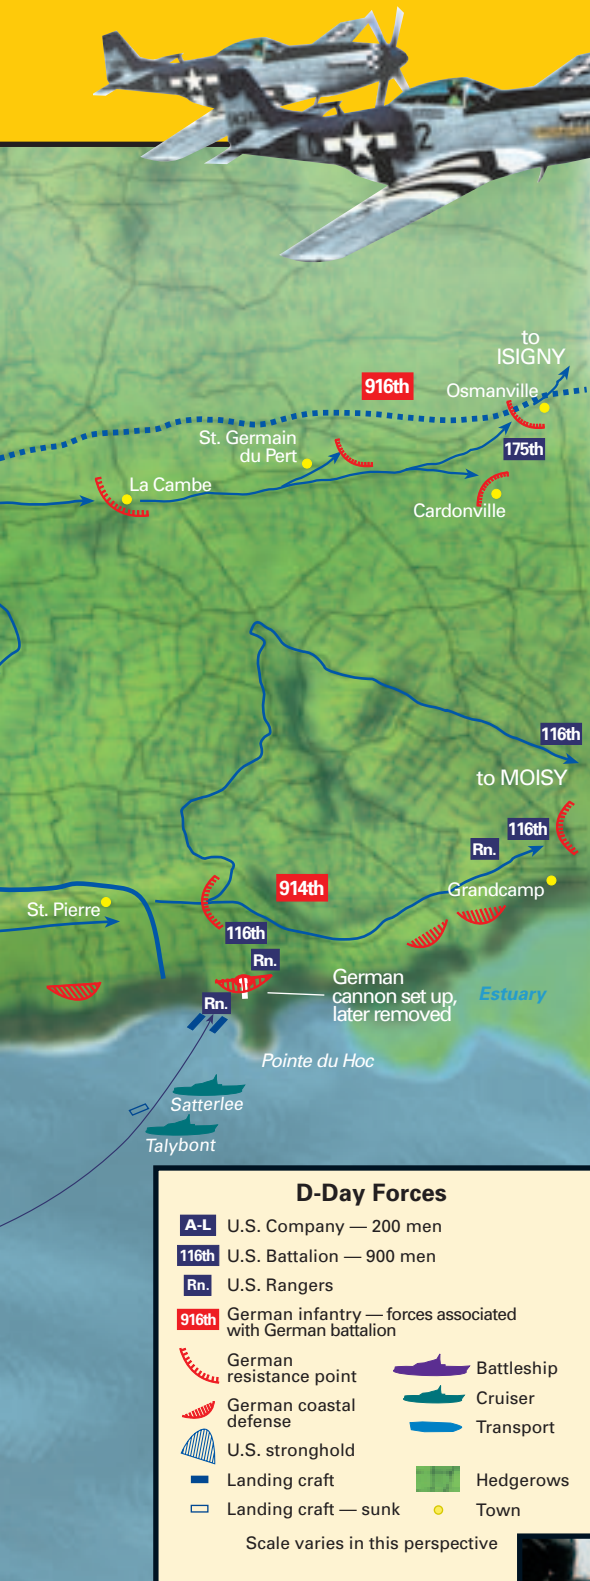 2
to
ISIGNY
916th
Osmanville
St. Germain
du Pert
175th
La Cambe
Cardonville
116th
to MOISY
116th
Rn.
914th
Grandcamp
St. Pierre
116th
Rn.
German
cannon set up,
later removed
Estuary
Rn.
Pointe du Hoc
Satterlee
Talybont
D-Day Forces
A-L U.S. Company — 200 men
116th U.S. Battalion — 900 men
Rn. U.S. Rangers
916th German infantry — forces associated
with German battalion
German
resistance point
Battleship
German coastal
defense
Cruiser
Transport
U.S. stronghold
Landing craft
Hedgerows
Landing craft — sunk
Town
Scale varies in this perspective